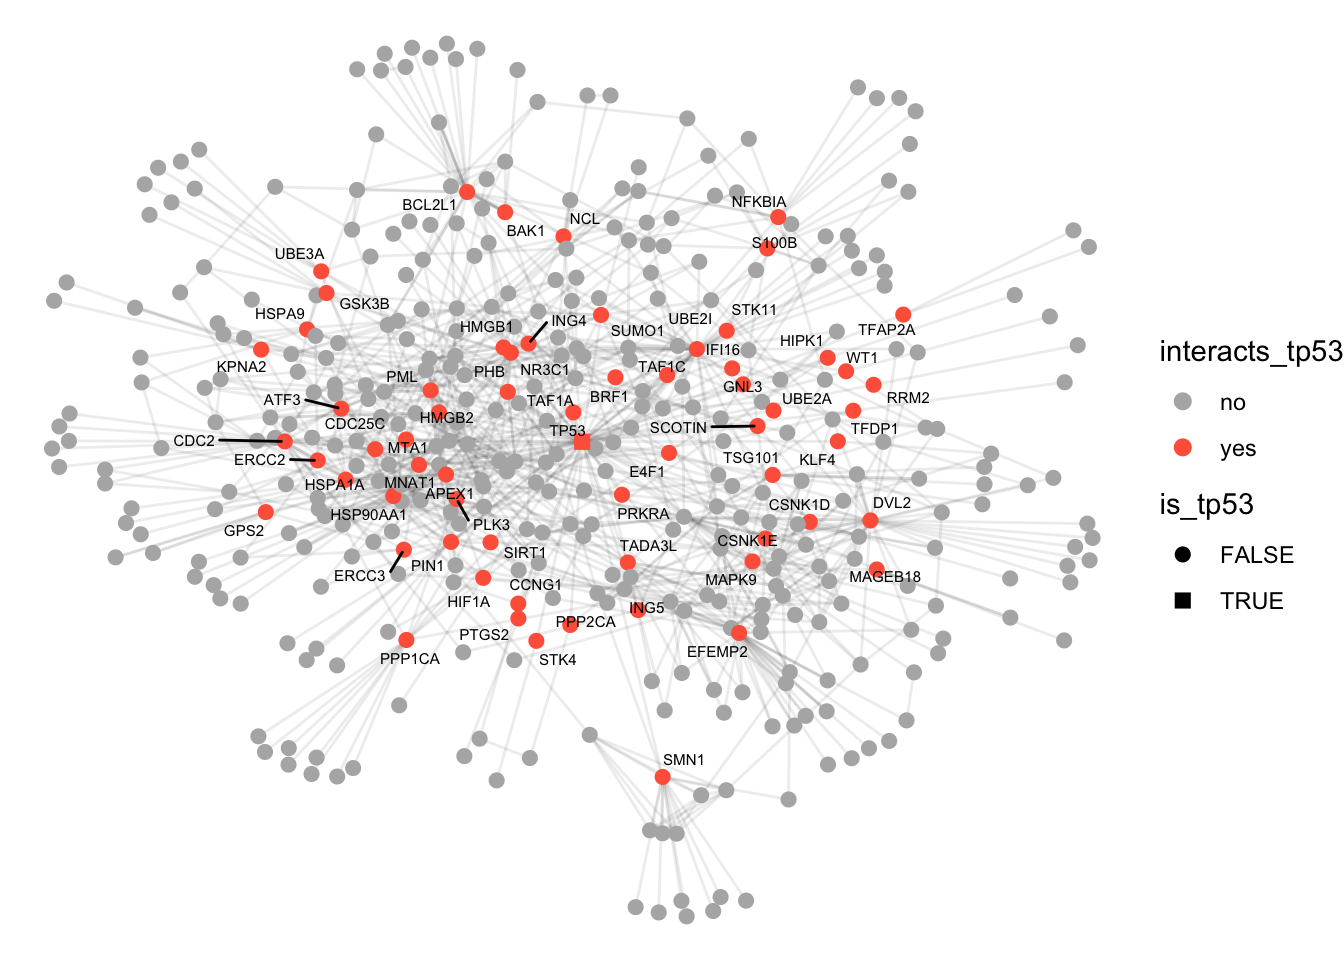 BCL2L1
BAK1
NCL
NFKBIA
S100B
UBE3A
GSK3B
HSPA9
KPNA2
HMGB1
ING4
SUMO1
UBE2I
STK11
TFAP2A
HIPK1
IFI16
WT1
PHB
NR3C1
TAF1C
GNL3
RRM2
PML
ATF3
TAF1A
BRF1
UBE2A
CDC25C
HMGB2
TP53
SCOTIN
TFDP1
CDC2
MTA1
ERCC2
E4F1
TSG101
KLF4
HSPA1A
MNAT1
APEX1
HSP90AA1
PLK3
PRKRA
CSNK1D
DVL2
GPS2
SIRT1
TADA3L
CSNK1E
ERCC3
PIN1
CCNG1
MAPK9
MAGEB18
HIF1A
ING5
PTGS2
PPP2CA
PPP1CA
STK4
EFEMP2
SMN1
interacts_tp53
no
yes
is_tp53
FALSE
TRUE